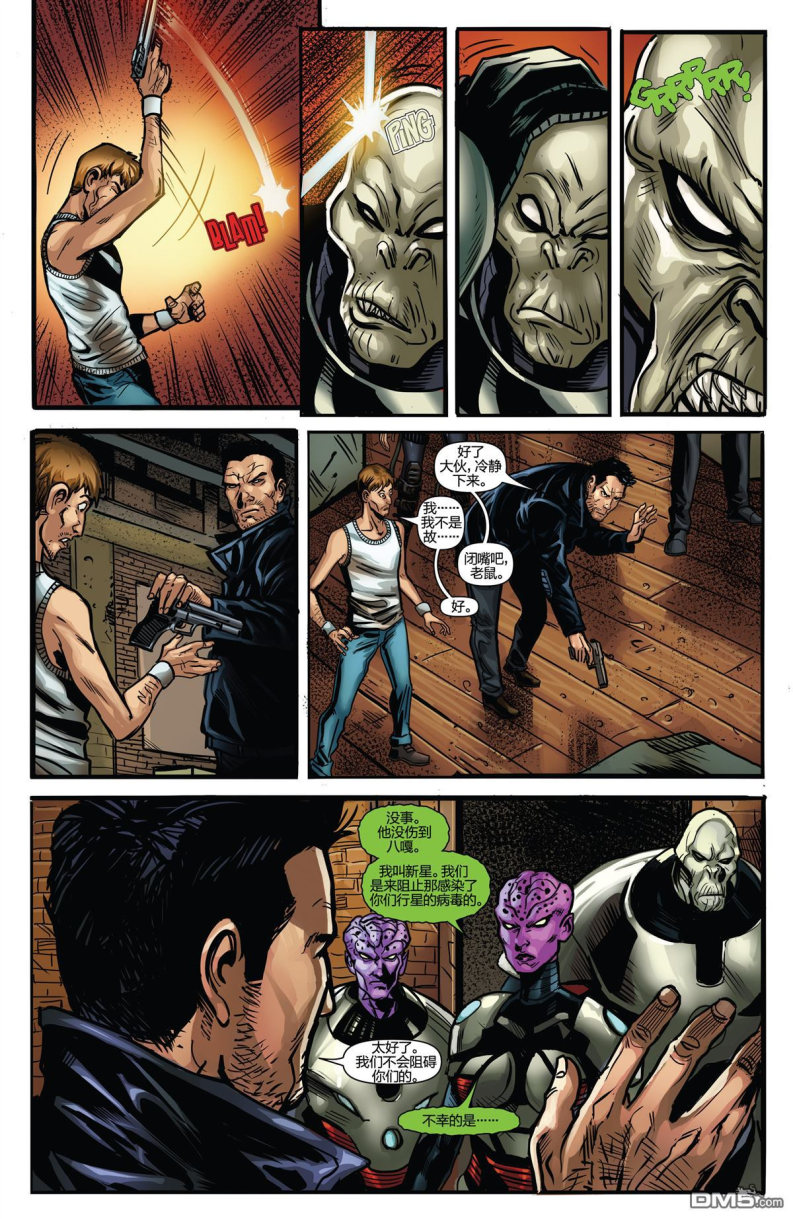 BLAM!
PING
GRRRRR!
好了
大伙,冷静
下来。
我……
我不是
故……
闭嘴吧,
老鼠。
好。
没事。
他没伤到
八嘎。
我叫新星。我们
是来阻止那感染了
你们行星的病毒的。
太好了。
我们不会阻碍
你们的。
不幸的是……
DM5.com